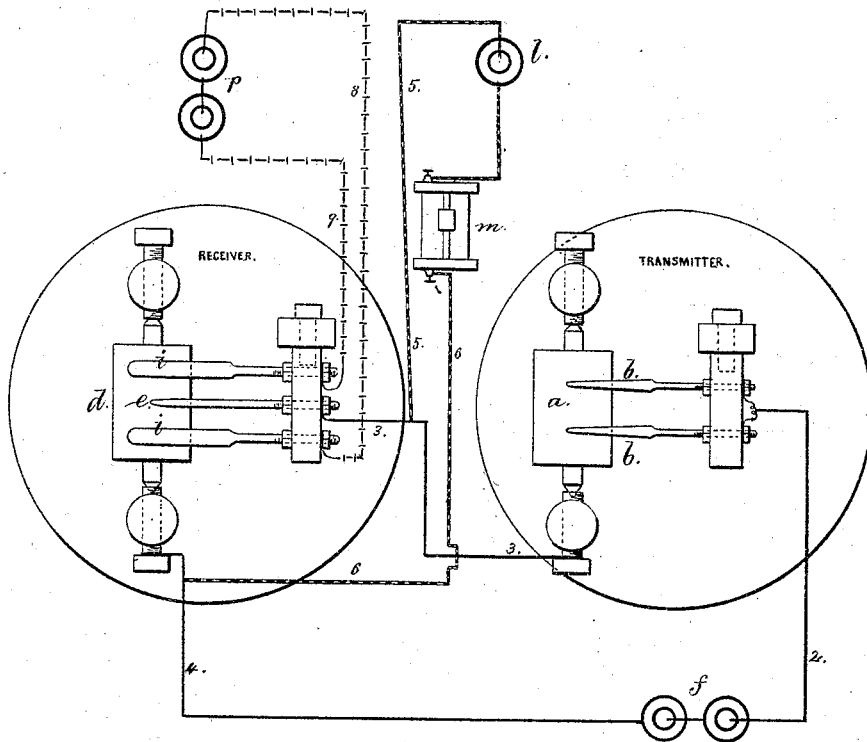 p
8
5.
l.
9.
m.
RECEIVER.
TRANSMITTER.
5.
6
i
d. e.
i
3.
b.
a.
b.
3.
6
4.
2.
f